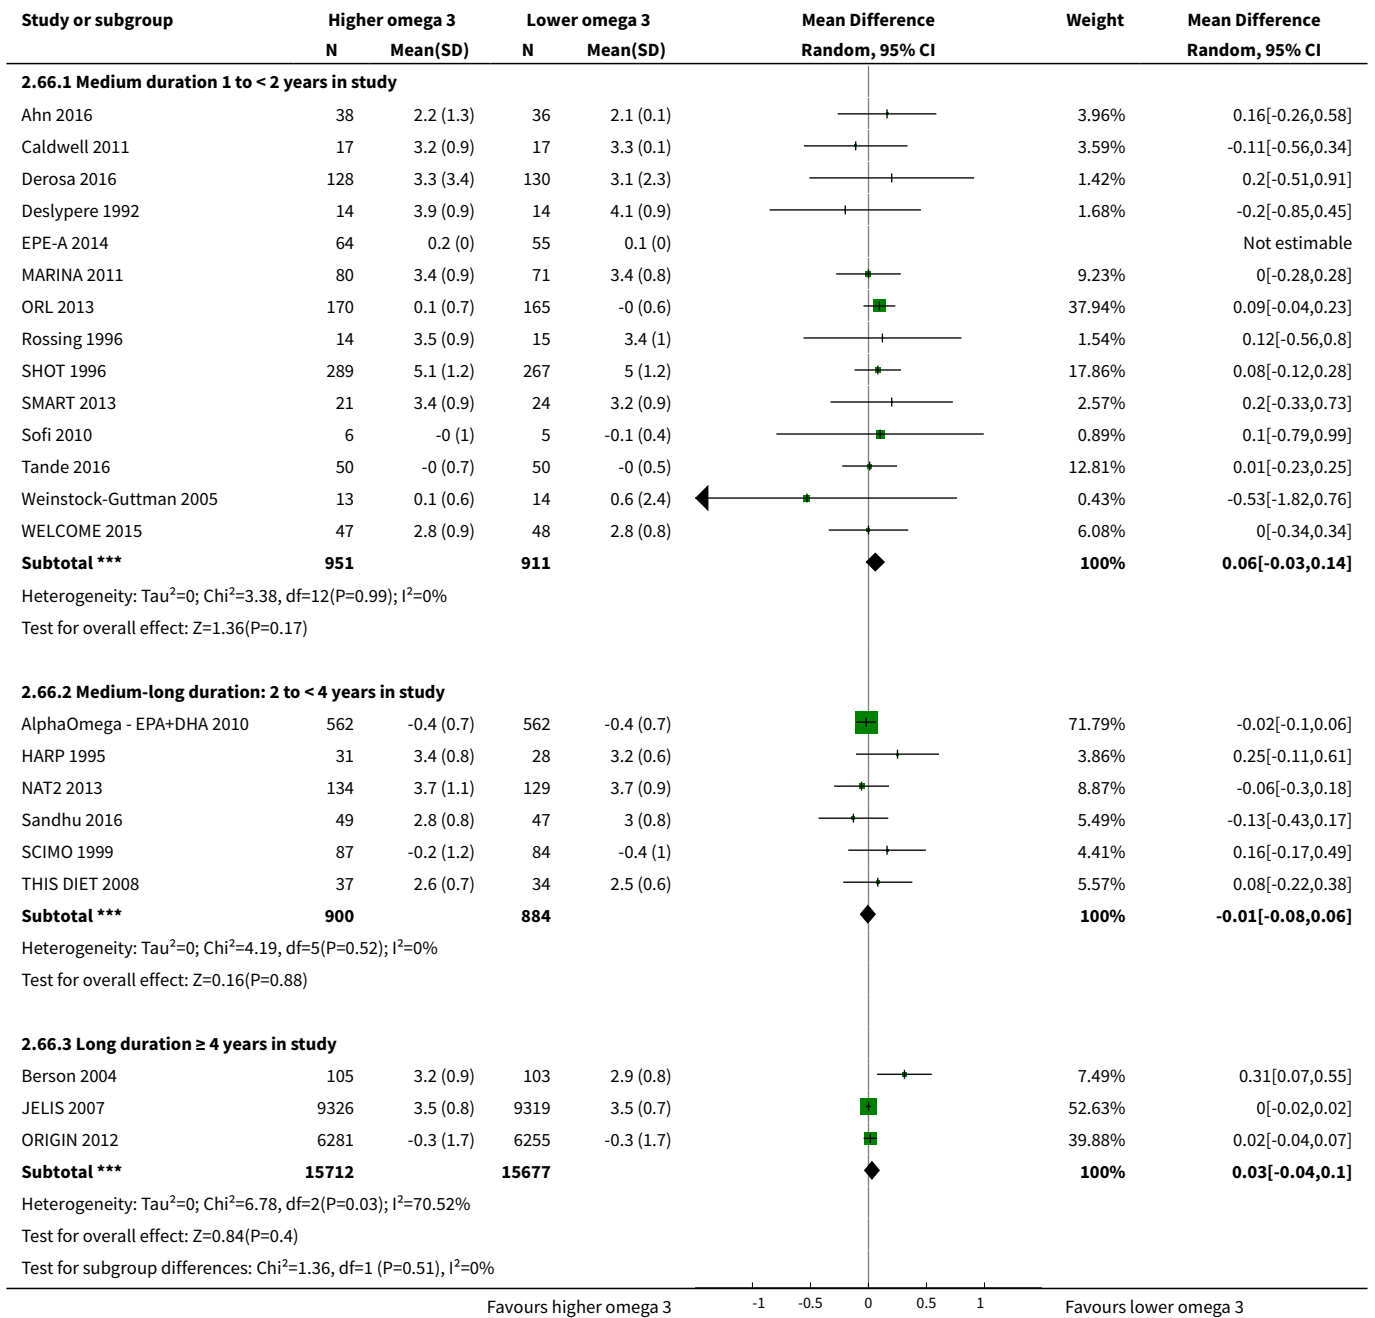 Study or subgroup Higher omega 3 Lower omega 3 Mean Difference Weight Mean Difference
N Mean(SD) N Mean(SD) Random, 95% CI Random, 95% CI
2.66.1 Medium duration 1 to < 2 years in study
Ahn 2016 38 2.2 (1.3) 36 2.1 (0.1) 3.96% 0.16[-0.26,0.58]
Caldwell 2011 17 3.2 (0.9) 17 3.3 (0.1) 3.59% -0.11[-0.56,0.34]
Derosa 2016 128 3.3 (3.4) 130 3.1 (2.3) 1.42% 0.2[-0.51,0.91]
Deslypere 1992 14 3.9 (0.9) 14 4.1 (0.9) 1.68% -0.2[-0.85,0.45]
EPE-A 2014 64 0.2 (0) 55 0.1 (0) Not estimable
MARINA 2011 80 3.4 (0.9) 71 3.4 (0.8) 9.23% 0[-0.28,0.28]
ORL 2013 170 0.1 (0.7) 165 -0 (0.6) 37.94% 0.09[-0.04,0.23]
Rossing 1996 14 3.5 (0.9) 15 3.4 (1) 1.54% 0.12[-0.56,0.8]
SHOT 1996 289 5.1 (1.2) 267 5 (1.2) 17.86% 0.08[-0.12,0.28]
SMART 2013 21 3.4 (0.9) 24 3.2 (0.9) 2.57% 0.2[-0.33,0.73]
Sofi 2010 6 -0 (1) 5 -0.1 (0.4) 0.89% 0.1[-0.79,0.99]
Tande 2016 50 -0 (0.7) 50 -0 (0.5) 12.81% 0.01[-0.23,0.25]
Weinstock-Guttman 2005 13 0.1 (0.6) 14 0.6 (2.4) 0.43% -0.53[-1.82,0.76]
WELCOME 2015 47 2.8 (0.9) 48 2.8 (0.8) 6.08% 0[-0.34,0.34]
Subtotal *** 951 911 100% 0.06[-0.03,0.14]
Heterogeneity: Tau²=0; Chi²=3.38, df=12(P=0.99); I²=0%
Test for overall effect: Z=1.36(P=0.17)
2.66.2 Medium-long duration: 2 to < 4 years in study
AlphaOmega - EPA+DHA 2010 562 -0.4 (0.7) 562 -0.4 (0.7) 71.79% -0.02[-0.1,0.06]
HARP 1995 31 3.4 (0.8) 28 3.2 (0.6) 3.86% 0.25[-0.11,0.61]
NAT2 2013 134 3.7 (1.1) 129 3.7 (0.9) 8.87% -0.06[-0.3,0.18]
Sandhu 2016 49 2.8 (0.8) 47 3 (0.8) 5.49% -0.13[-0.43,0.17]
SCIMO 1999 87 -0.2 (1.2) 84 -0.4 (1) 4.41% 0.16[-0.17,0.49]
THIS DIET 2008 37 2.6 (0.7) 34 2.5 (0.6) 5.57% 0.08[-0.22,0.38]
Subtotal *** 900 884 100% -0.01[-0.08,0.06]
Heterogeneity: Tau²=0; Chi²=4.19, df=5(P=0.52); I²=0%
Test for overall effect: Z=0.16(P=0.88)
2.66.3 Long duration ≥ 4 years in study
Berson 2004 105 3.2 (0.9) 103 2.9 (0.8) 7.49% 0.31[0.07,0.55]
JELIS 2007 9326 3.5 (0.8) 9319 3.5 (0.7) 52.63% 0[-0.02,0.02]
ORIGIN 2012 6281 -0.3 (1.7) 6255 -0.3 (1.7) 39.88% 0.02[-0.04,0.07]
Subtotal *** 15712 15677 100% 0.03[-0.04,0.1]
Heterogeneity: Tau²=0; Chi²=6.78, df=2(P=0.03); I²=70.52%
Test for overall effect: Z=0.84(P=0.4)
Test for subgroup differences: Chi²=1.36, df=1 (P=0.51), I²=0%
Favours higher omega 3 -1 -0.5 0 0.5 1 Favours lower omega 3